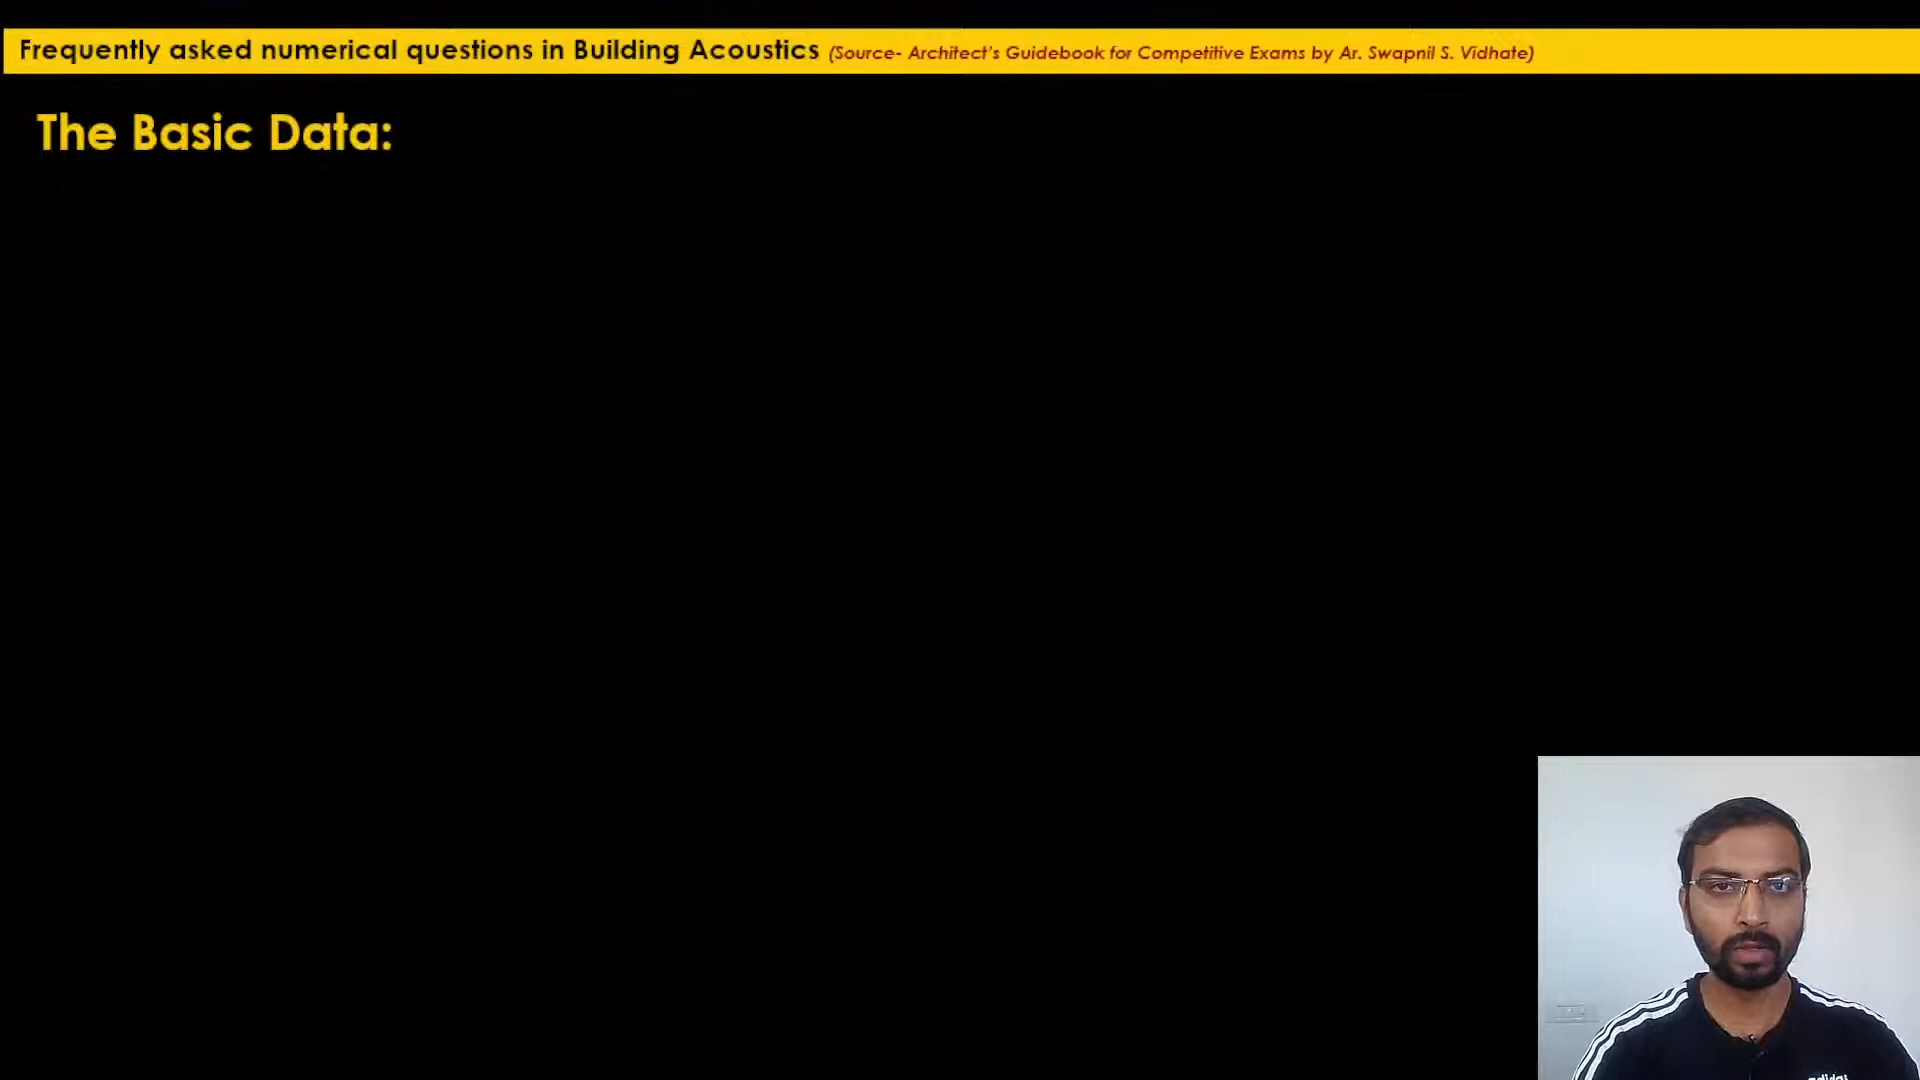 Frequently asked numerical questions in Building Acoustics (Source- Architect's Guidebook for Competitive Exams by Ar. Swapnil S. Vidhate)
The Basic Data:
adidas